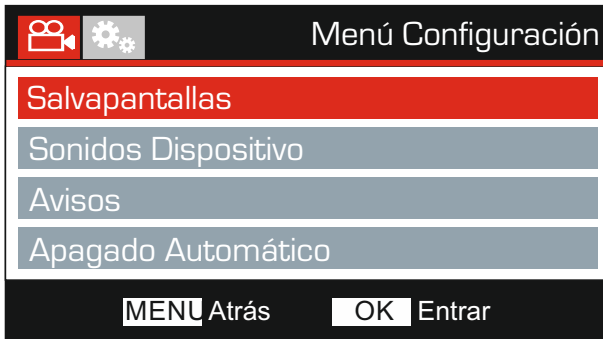 Menú Configuración
Salvapantallas
Sonidos Dispositivo
Avisos
Apagado Automático
MENU Atrás OK Entrar